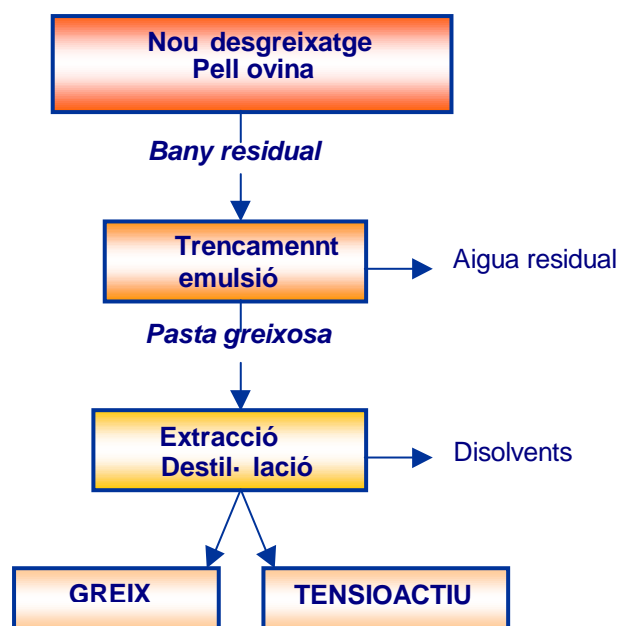 Nou desgreixatge
Pell ovina
Bany residual
Trencamennt
emulsió
Aigua residual
Pasta greixosa
Extracció
Destil· lació
Disolvents
GREIX
TENSIOACTIU